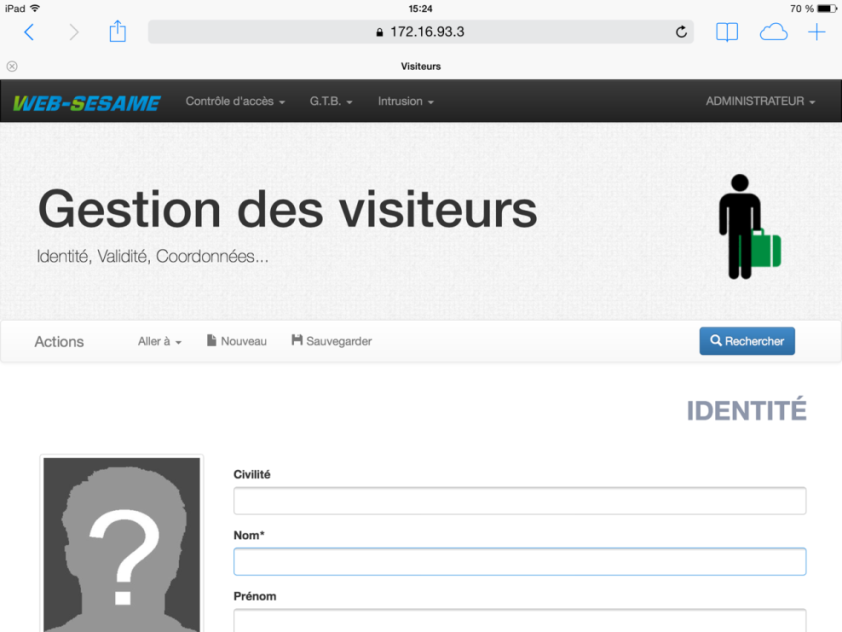 iPad 15:24 70 %
172.16.93.3
Visiteurs
WEB-SESAME Contrôle d'accès G.T.B. Intrusion ADMINISTRATEUR
Gestion des visiteurs
Identité, Validité, Coordonnées...
Actions Aller à Nouveau Sauvegarder Rechercher
IDENTITÉ
Civilité
Nom*
?
Prénom